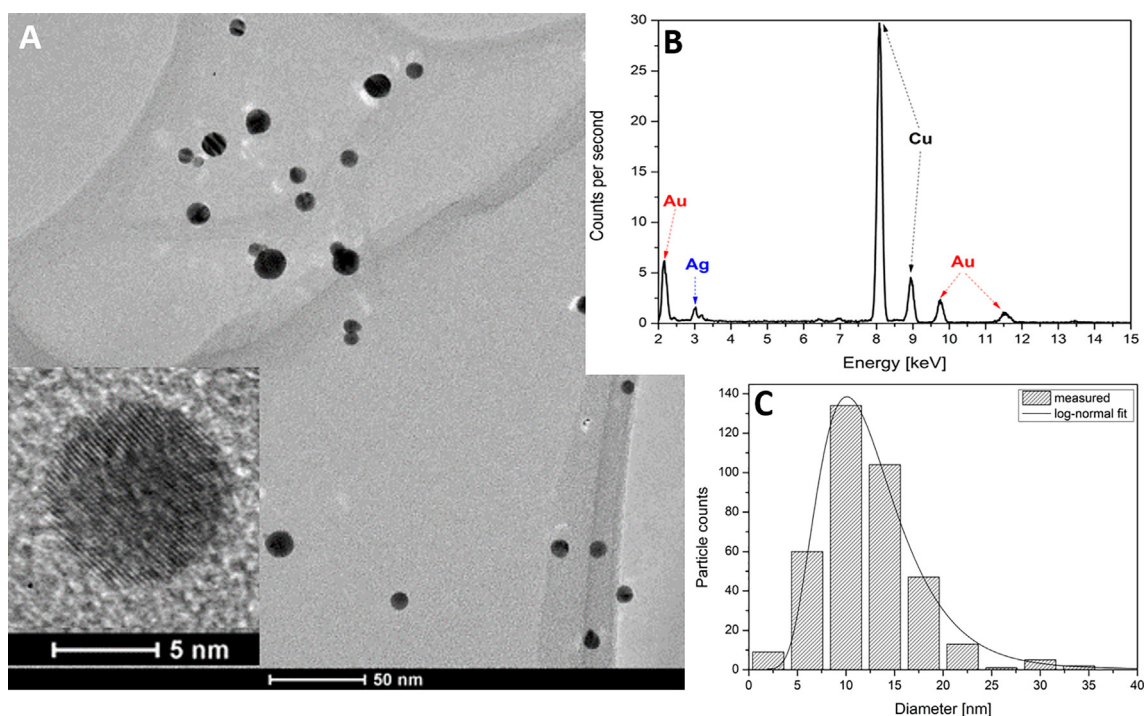 A
5 nm
50 nm
B
30
25
20
15
10
5
0
Counts per second
Au
Ag
Cu
Au
2 3 4 5 6 7 8 9 10 11 12 13 14 15
Energy [keV]
C
measured
log-normal fit
140
120
100
80
60
40
20
0
Particle counts
0 5 10 15 20 25 30 35 40
Diameter [nm]